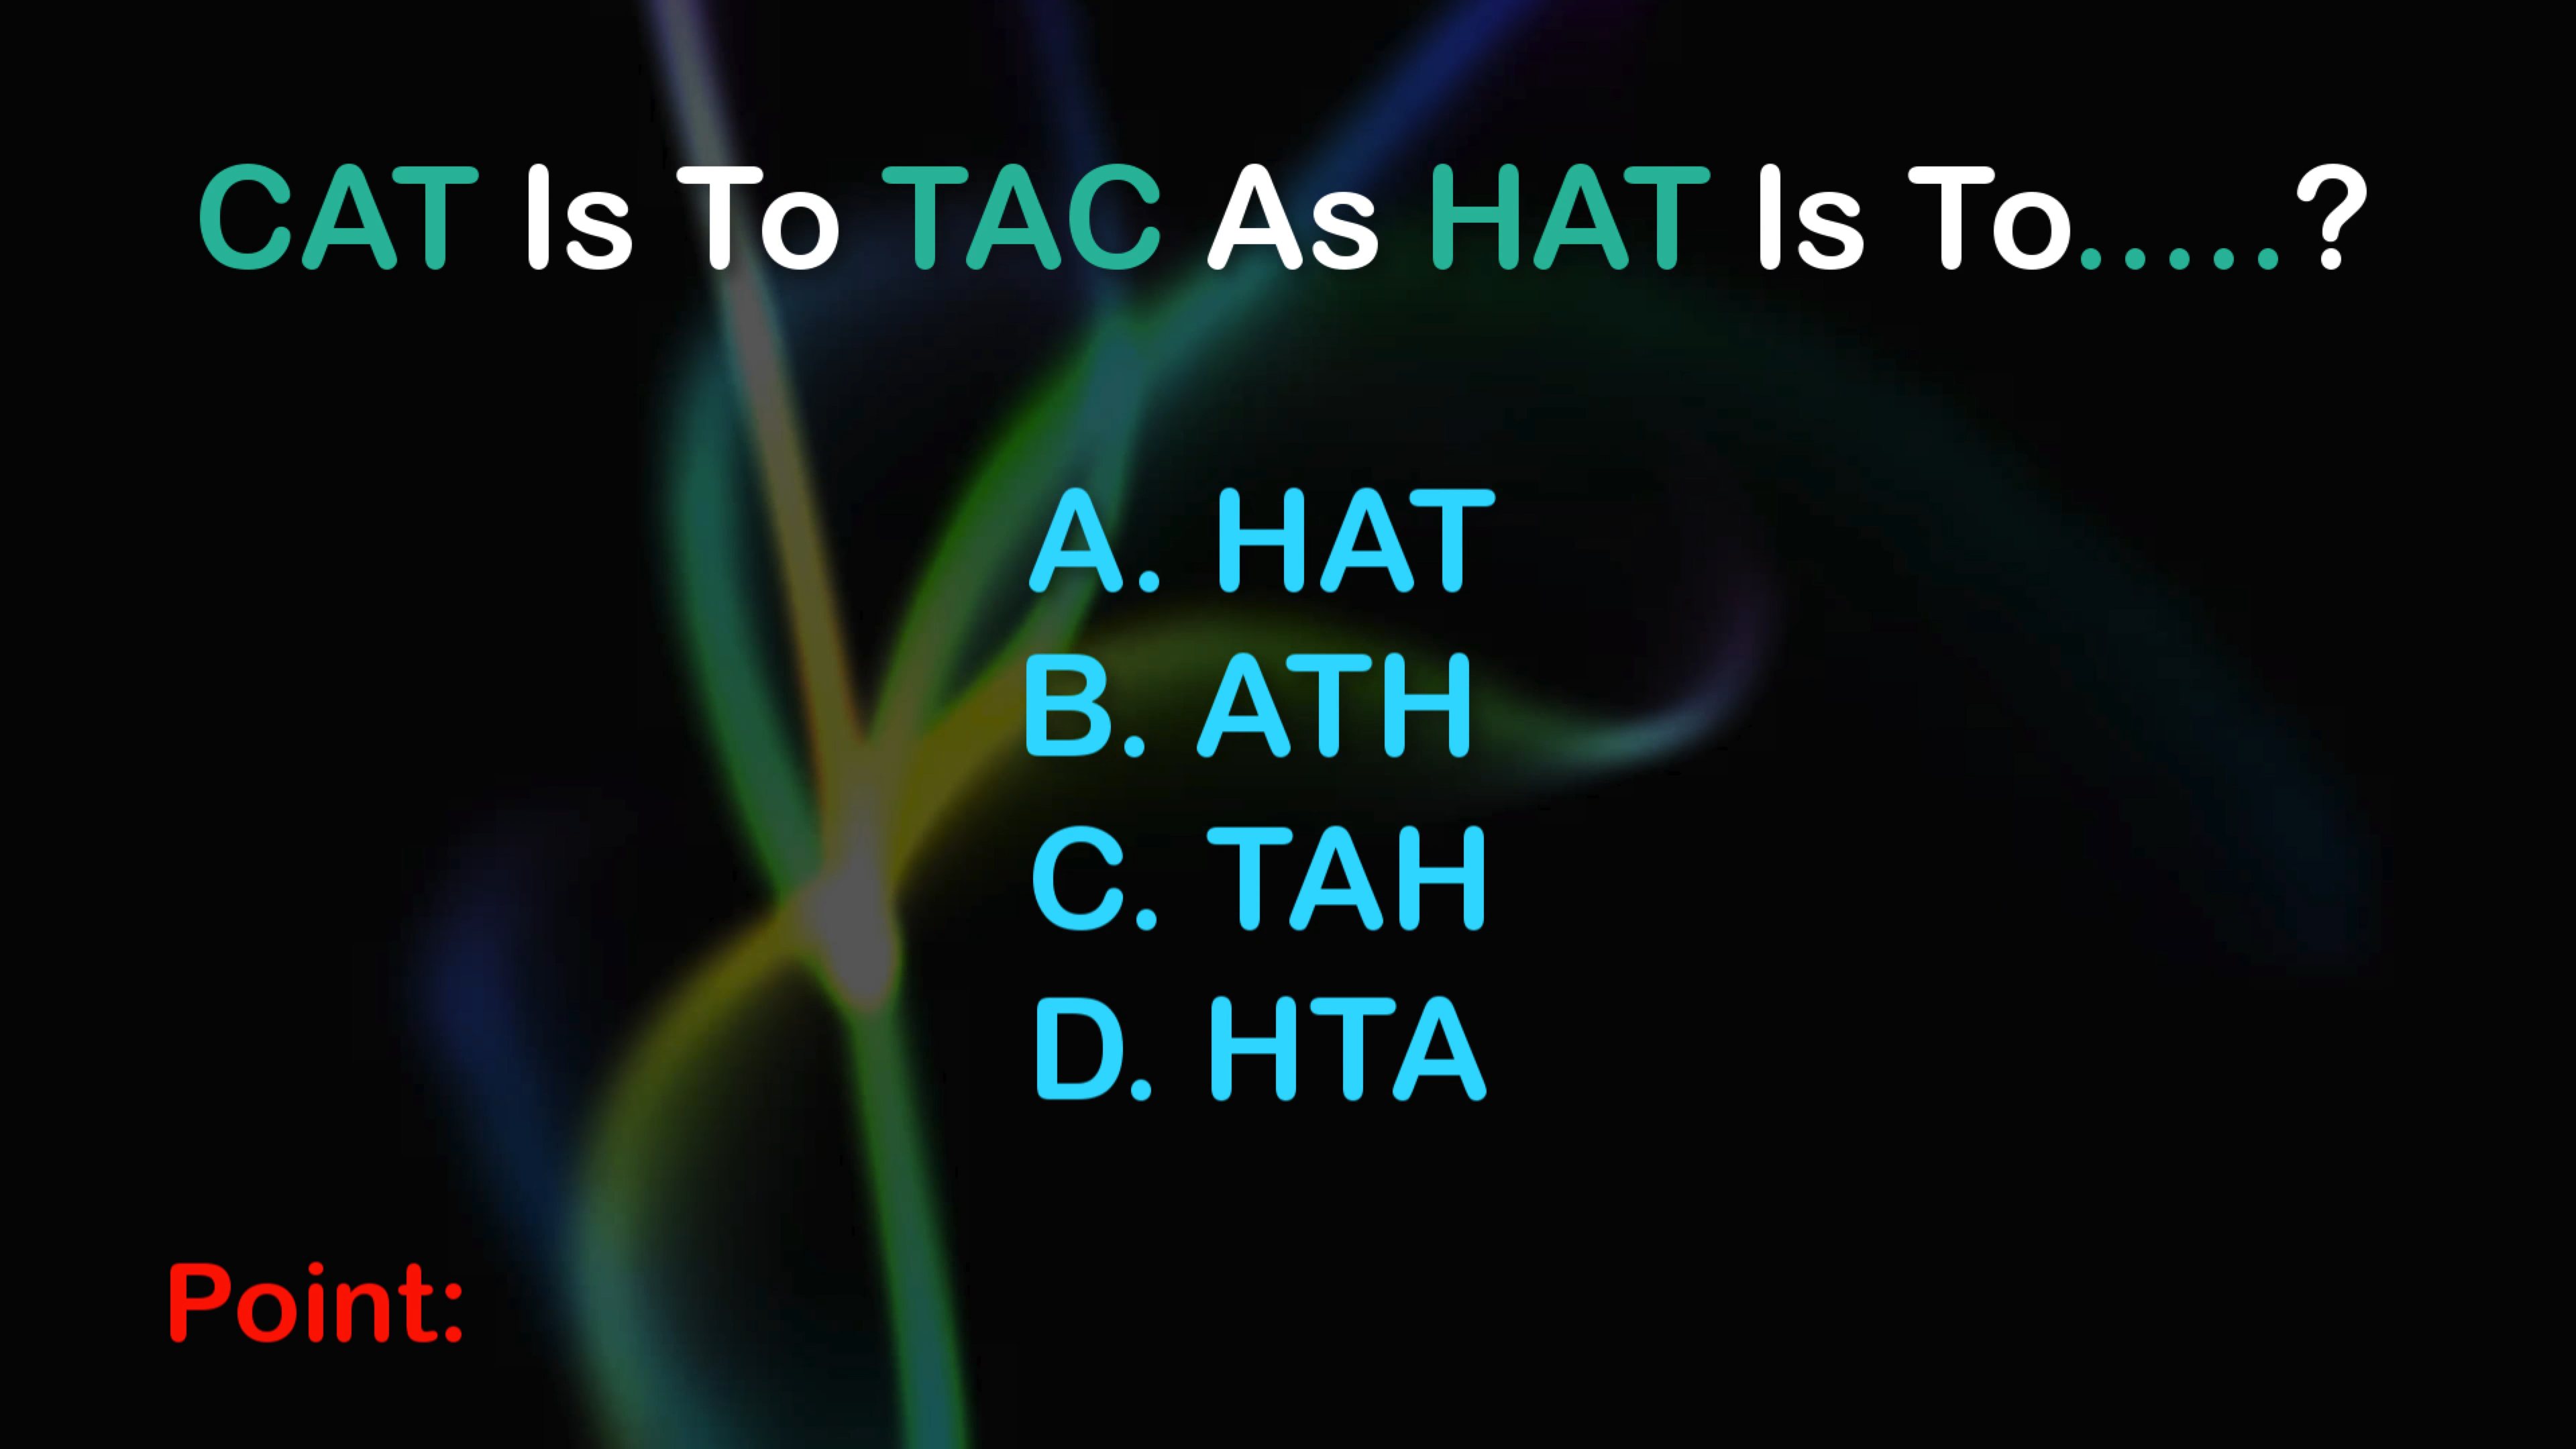 CAT Is To TAC As HAT Is To.....?
A. HAT
B. ATH
C. TAH
D. HTA
Point: